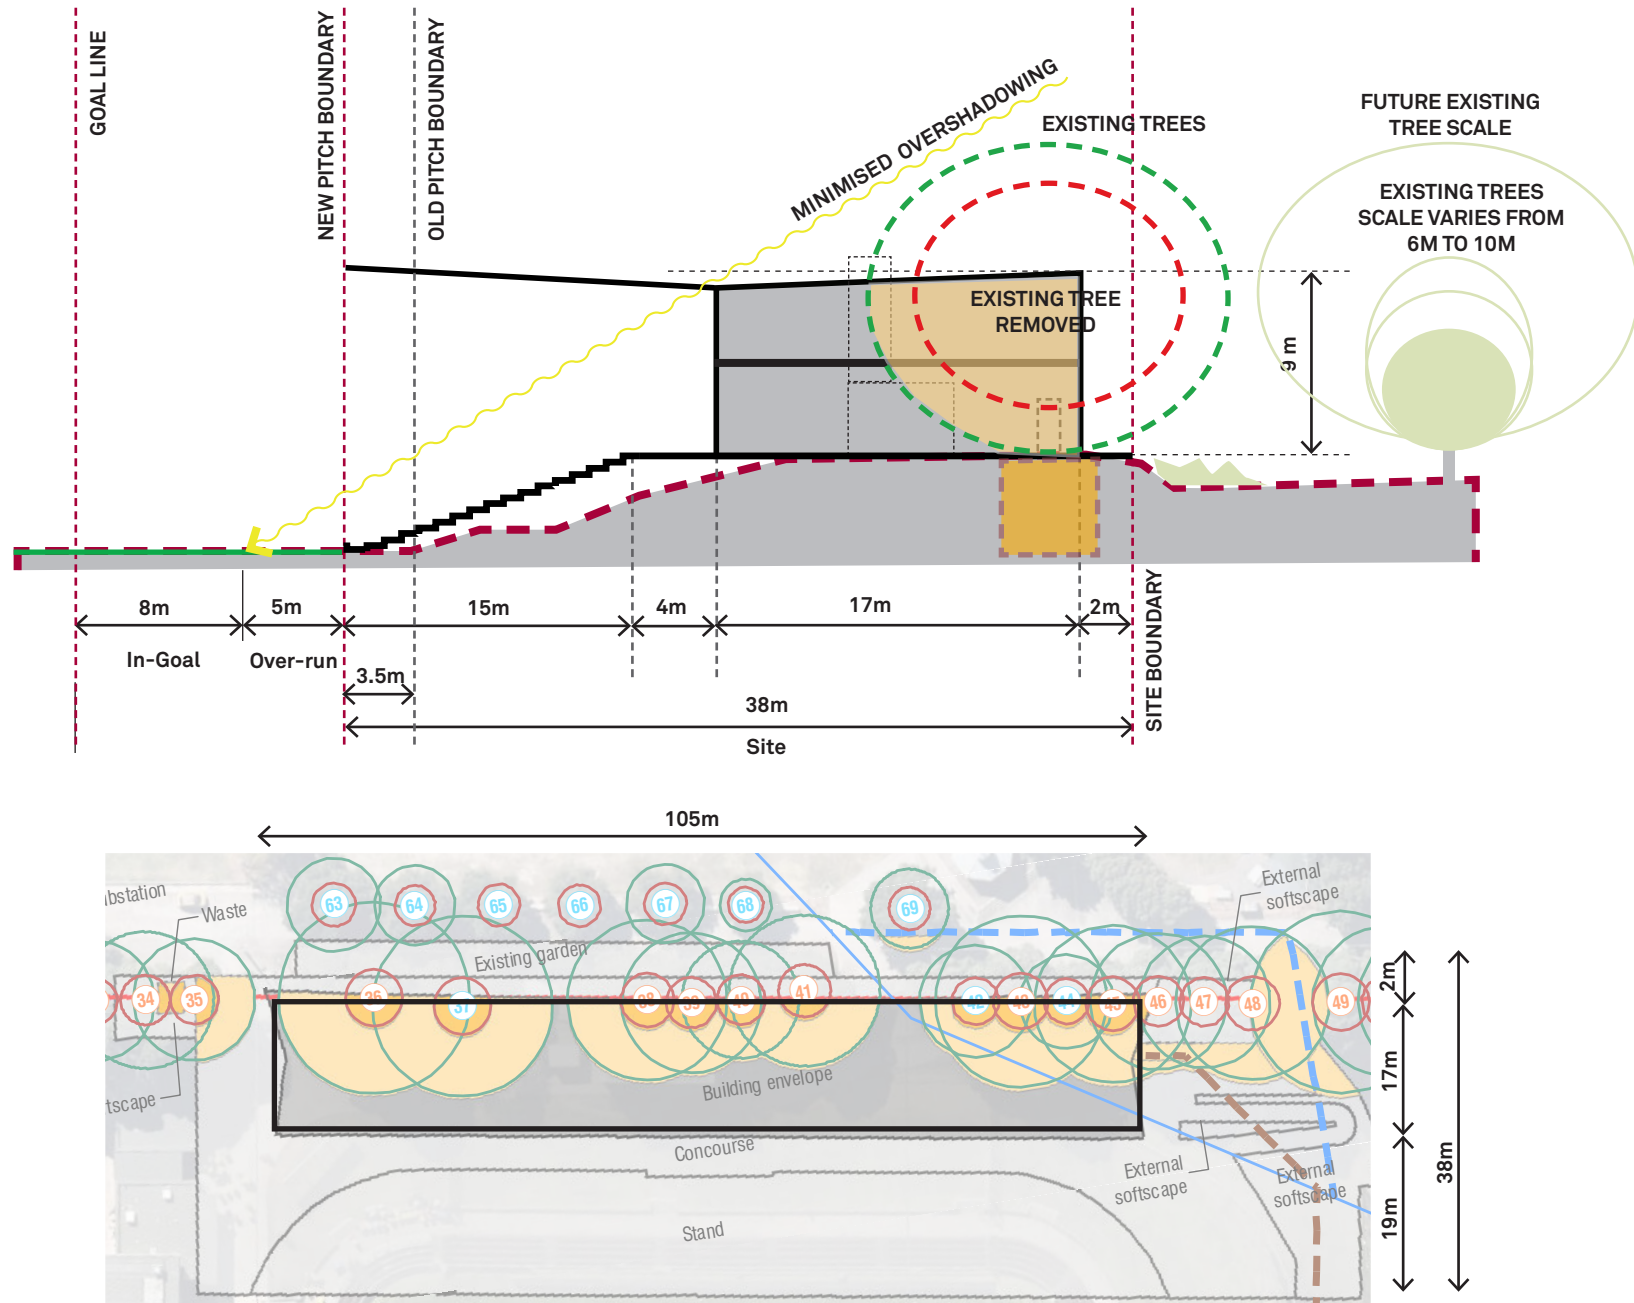 GOAL LINE
NEW PITCH BOUNDARY
OLD PITCH BOUNDARY
MINIMISED OVERSHADOWING
EXISTING TREES
FUTURE EXISTING
TREE SCALE
EXISTING TREES
SCALE VARIES FROM
6M TO 10M
EXISTING TREE
REMOVED
9 m
8m
5m
15m
4m
17m
2m
In-Goal
Over-run
3.5m
38m
Site
SITE BOUNDARY
105m
Waste
External
softscape
63
64
65
66
67
68
69
Existing garden
34
35
36
37
38
39
40
41
42
43
44
45
46
47
48
49
Building envelope
Concourse
Stand
External
softscape
External
softscape
2m
17m
19m
38m